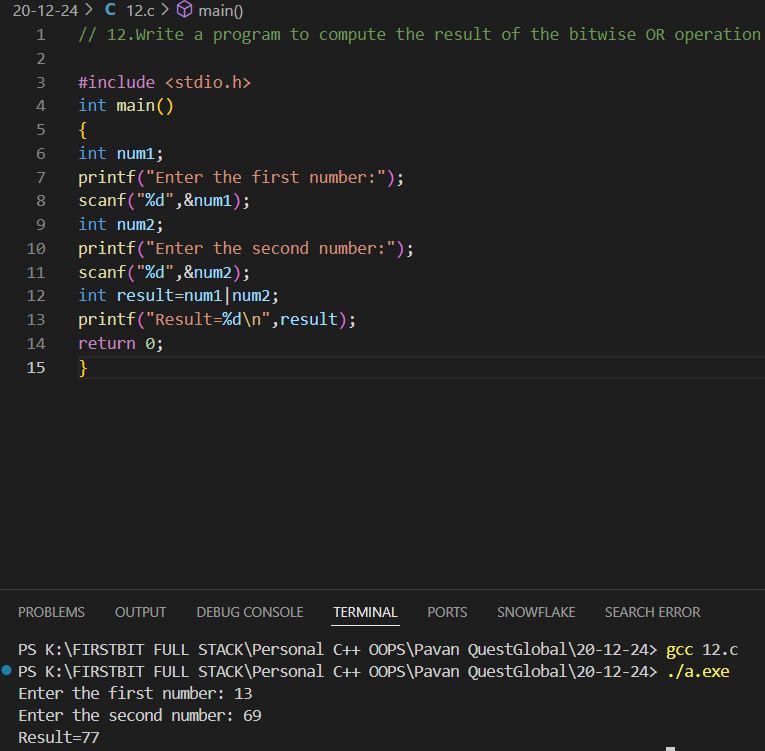 20-12-24 > C 12.c > main()
1 // 12.Write a program to compute the result of the bitwise OR operation
2
3 #include <stdio.h>
4 int main()
5 {
6 int num1;
7 printf("Enter the first number:");
8 scanf("%d",&num1);
9 int num2;
10 printf("Enter the second number:");
11 scanf("%d",&num2);
12 int result=num1|num2;
13 printf("Result=%d\n",result);
14 return 0;
15 }
PROBLEMS OUTPUT DEBUG CONSOLE TERMINAL PORTS SNOWFLAKE SEARCH ERROR
PS K:\FIRSTBIT FULL STACK\Personal C++ OOPS\Pavan QuestGlobal\20-12-24> gcc 12.c
PS K:\FIRSTBIT FULL STACK\Personal C++ OOPS\Pavan QuestGlobal\20-12-24> ./a.exe
Enter the first number: 13
Enter the second number: 69
Result=77